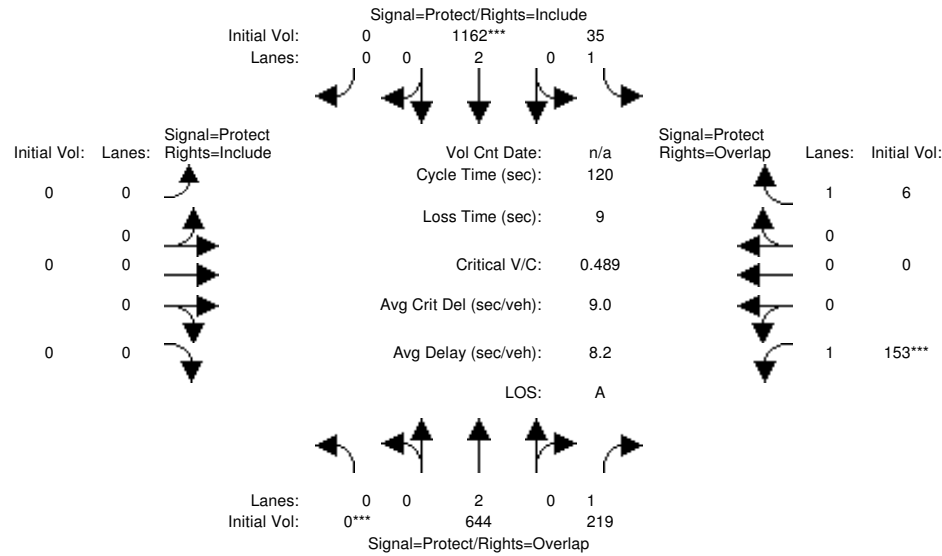 Signal=Protect/Rights=Include
Initial Vol: 0 1162*** 35
Lanes: 0 0 2 0 1
Signal=Protect Signal=Protect
Initial Vol: Lanes: Rights=Include Vol Cnt Date: n/a Rights=Overlap Lanes: Initial Vol:
Cycle Time (sec): 120
0 0 1 6
Loss Time (sec): 9
0 0
0 0 Critical V/C: 0.489 0 0
0 Avg Crit Del (sec/veh): 9.0 0
0 0 Avg Delay (sec/veh): 8.2 1 153***
LOS: A
Lanes: 0 0 2 0 1
Initial Vol: 0*** 644 219
Signal=Protect/Rights=Overlap